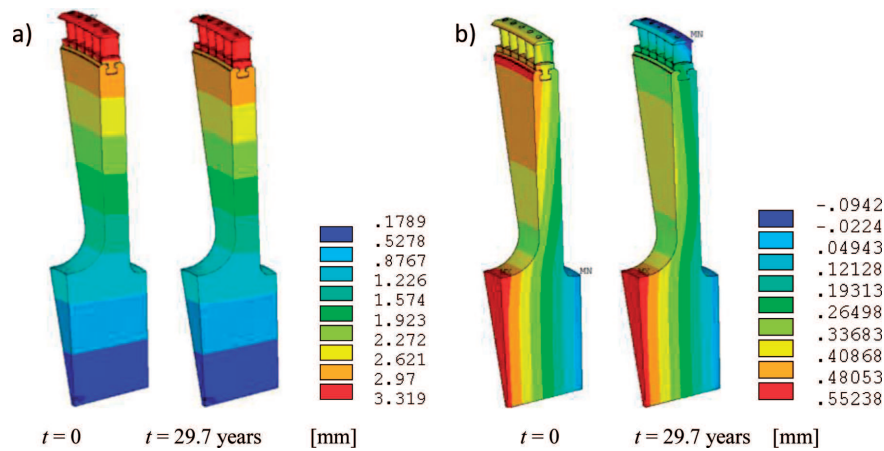 a)
b)
MN
MN
MN
.1789
.5278
.8767
1.226
1.574
1.923
2.272
2.621
2.97
3.319
-.0942
-.0224
.04943
.12128
.19313
.26498
.33683
.40868
.48053
.55238
t = 0
t = 29.7 years
[mm]
t = 0
t = 29.7 years
[mm]